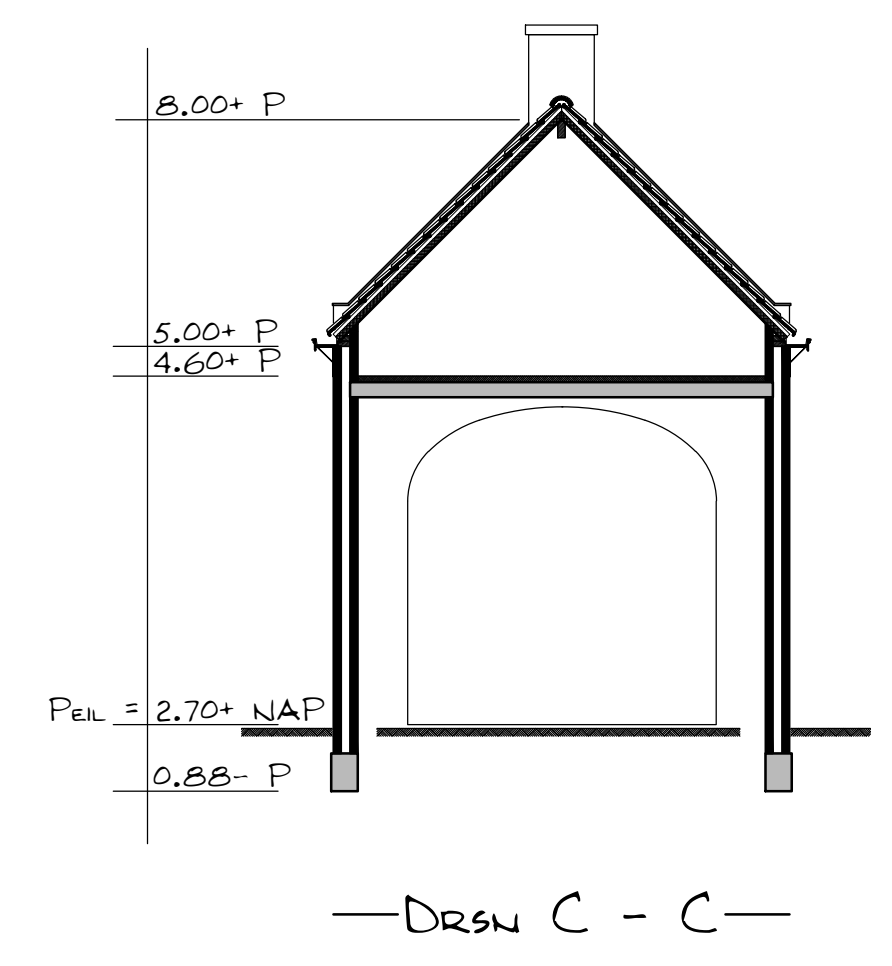 8.00+ P
5.00+ P
4.60+ P
PEIL = 2.70+ NAP
0.88- P
DRSN C - C